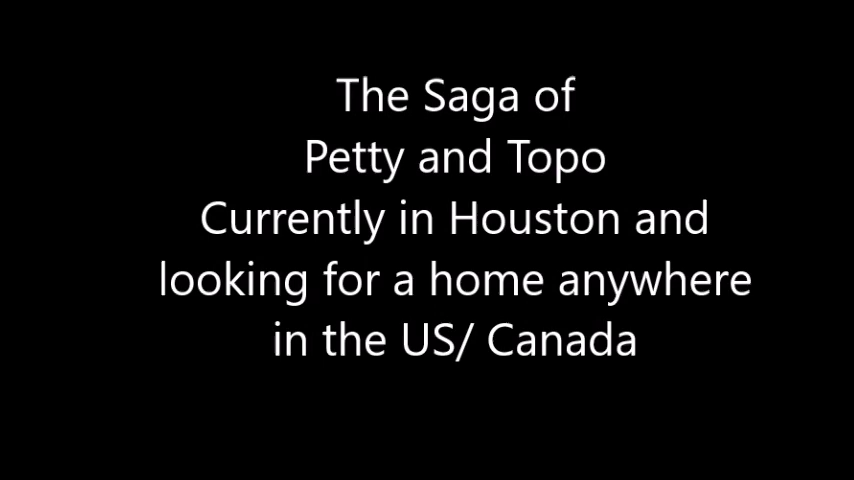 The Saga of
Petty and Topo
Currently in Houston and
looking for a home anywhere
in the US/ Canada